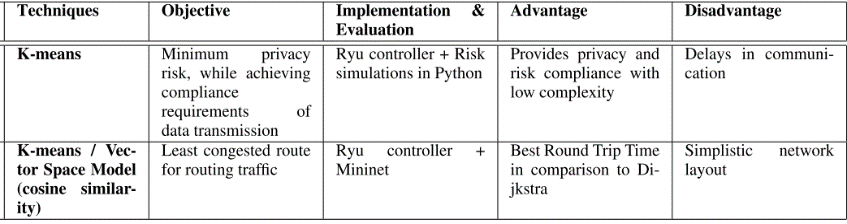 Techniques
Objective
Implementation &
Evaluation
Advantage
Disadvantage
K-means
Minimum privacy
risk, while achieving
compliance
requirements of
data transmission
Ryu controller + Risk
simulations in Python
Provides privacy and
risk compliance with
low complexity
Delays in communi-
cation
K-means / Vec-
tor Space Model
(cosine similar-
ity)
Least congested route
for routing traffic
Ryu controller +
Mininet
Best Round Trip Time
in comparison to Di-
jkstra
Simplistic network
layout